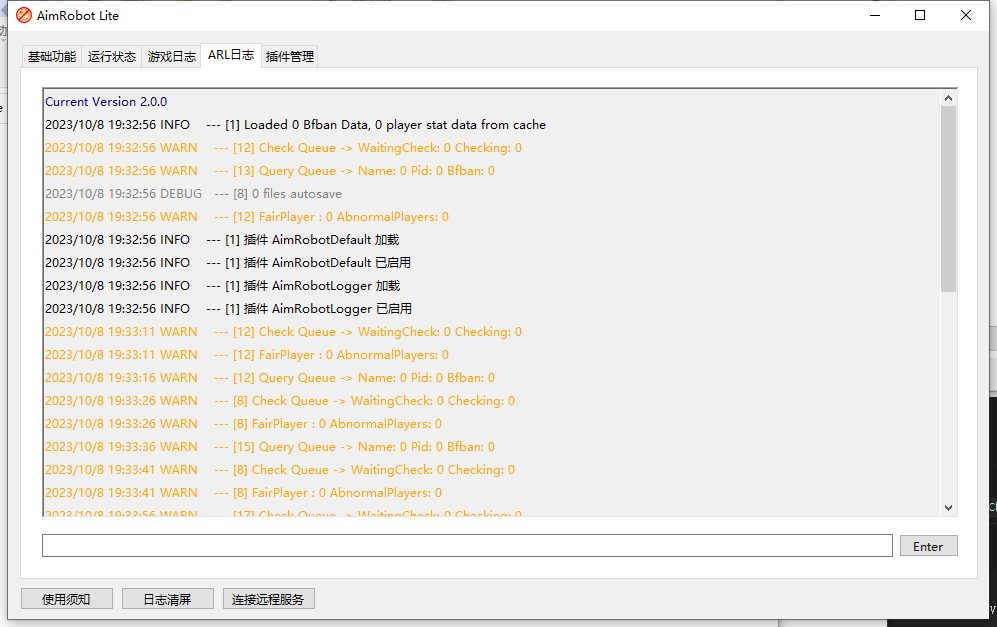 AimRobot Lite
基础功能 运行状态 游戏日志 ARL日志 插件管理
Current Version 2.0.0
2023/10/8 19:32:56 INFO --- [1] Loaded 0 Bfban Data, 0 player stat data from cache
2023/10/8 19:32:56 WARN --- [12] Check Queue -> WaitingCheck: 0 Checking: 0
2023/10/8 19:32:56 WARN --- [13] Query Queue -> Name: 0 Pid: 0 Bfban: 0
2023/10/8 19:32:56 DEBUG --- [8] 0 files autosave
2023/10/8 19:32:56 WARN --- [12] FairPlayer : 0 AbnormalPlayers: 0
2023/10/8 19:32:56 INFO --- [1] 插件 AimRobotDefault 加载
2023/10/8 19:32:56 INFO --- [1] 插件 AimRobotDefault 已启用
2023/10/8 19:32:56 INFO --- [1] 插件 AimRobotLogger 加载
2023/10/8 19:32:56 INFO --- [1] 插件 AimRobotLogger 已启用
2023/10/8 19:33:11 WARN --- [12] Check Queue -> WaitingCheck: 0 Checking: 0
2023/10/8 19:33:11 WARN --- [12] FairPlayer : 0 AbnormalPlayers: 0
2023/10/8 19:33:16 WARN --- [12] Query Queue -> Name: 0 Pid: 0 Bfban: 0
2023/10/8 19:33:26 WARN --- [8] Check Queue -> WaitingCheck: 0 Checking: 0
2023/10/8 19:33:26 WARN --- [8] FairPlayer : 0 AbnormalPlayers: 0
2023/10/8 19:33:36 WARN --- [15] Query Queue -> Name: 0 Pid: 0 Bfban: 0
2023/10/8 19:33:41 WARN --- [8] Check Queue -> WaitingCheck: 0 Checking: 0
2023/10/8 19:33:41 WARN --- [8] FairPlayer : 0 AbnormalPlayers: 0
2023/10/8 19:33:56 WARN --- [17] Check Queue -> WaitingCheck: 0 Checking: 0
Enter
使用须知 日志清屏 连接远程服务